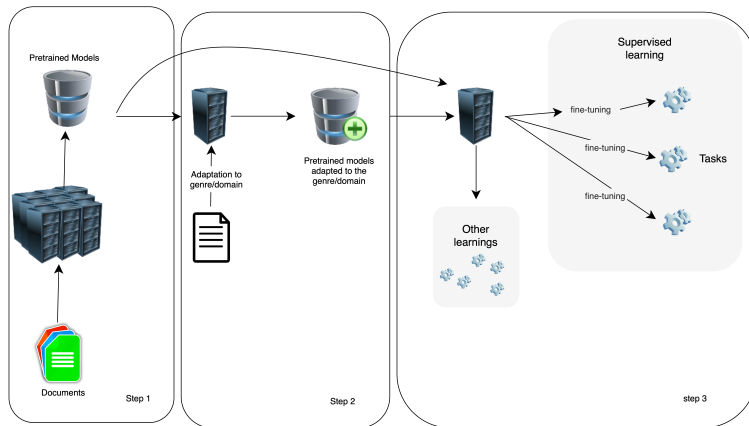 Pretrained Models
Documents
Step 1
Adaptation to
genre/domain
Pretrained models
adapted to the
genre/domain
Step 2
Supervised
learning
fine-tuning
fine-tuning
Tasks
fine-tuning
Other
learnings
step 3